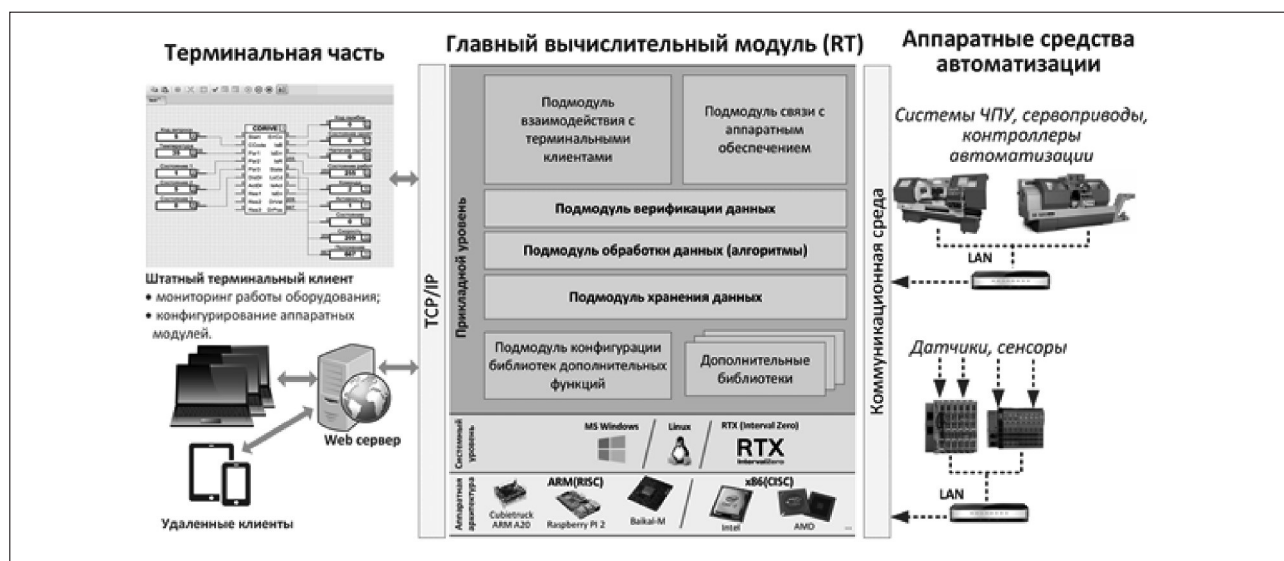 Терминальная часть
Главный вычислительный модуль (RT)
Аппаратные средства
автоматизации
CDRIVE
Штатный терминальный клиент
• мониторинг работы оборудования;
• конфигурирование аппаратных
модулей.
Web сервер
Удаленные клиенты
TCP/IP
Прикладной уровень
Подмодуль
взаимодействия с
терминальными
клиентами
Подмодуль связи с
аппаратным
обеспечением
Подмодуль верификации данных
Подмодуль обработки данных (алгоритмы)
Подмодуль хранения данных
Подмодуль конфигурации
библиотек дополнительных
функций
Дополнительные
библиотеки
Системный
уровень
MS Windows
Linux
RTX (Interval Zero)
RTX
IntervalZero
Аппаратная
архитектура
ARM(RISC)
x86(CISC)
Cubietruck
ARM A20
Raspberry PI 2
Baikal-M
Intel
AMD
...
Коммуникационная среда
Системы ЧПУ, сервоприводы,
контроллеры
автоматизации
LAN
Датчики, сенсоры
LAN